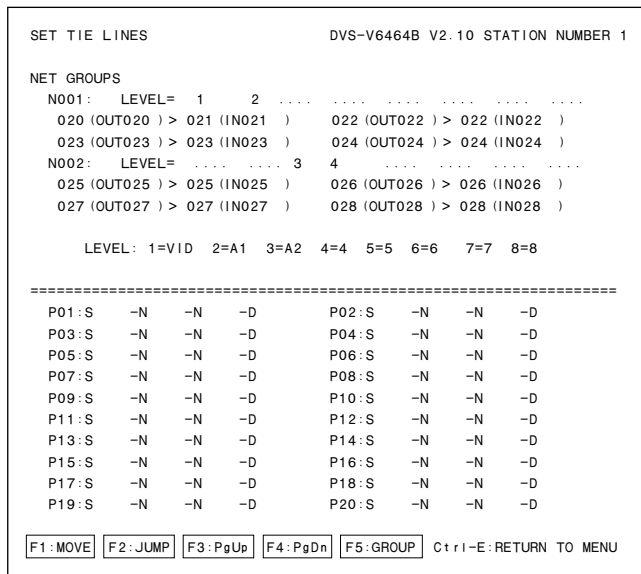 SET TIE LINES DVS-V6464B V2.10 STATION NUMBER 1
NET GROUPS
N001: LEVEL= 1 2 .... .... .... .... .... ....
020 (OUT020 ) > 021 (IN021 ) 022 (OUT022 ) > 022 (IN022 )
023 (OUT023 ) > 023 (IN023 ) 024 (OUT024 ) > 024 (IN024 )
N002: LEVEL= .... .... 3 4 .... .... .... ....
025 (OUT025 ) > 025 (IN025 ) 026 (OUT026 ) > 026 (IN026 )
027 (OUT027 ) > 027 (IN027 ) 028 (OUT028 ) > 028 (IN028 )
LEVEL: 1=VID 2=A1 3=A2 4=4 5=5 6=6 7=7 8=8
===================================================================
P01:S -N -N -D P02:S -N -N -D
P03:S -N -N -D P04:S -N -N -D
P05:S -N -N -D P06:S -N -N -D
P07:S -N -N -D P08:S -N -N -D
P09:S -N -N -D P10:S -N -N -D
P11:S -N -N -D P12:S -N -N -D
P13:S -N -N -D P14:S -N -N -D
P15:S -N -N -D P16:S -N -N -D
P17:S -N -N -D P18:S -N -N -D
P19:S -N -N -D P20:S -N -N -D
F1:MOVE F2:JUMP F3:PgUp F4:PgDn F5:GROUP Ctrl-E:RETURN TO MENU